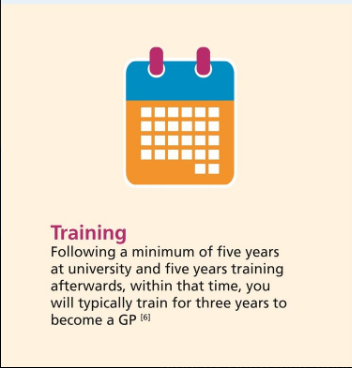 Training
Following a minimum of five years
at university and five years training
afterwards, within that time, you
will typically train for three years to
become a GP [6]